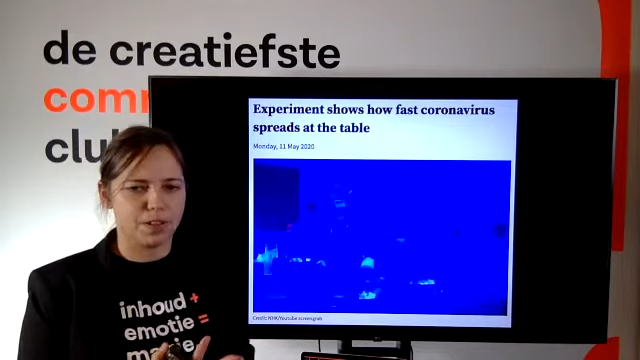 de creatiefste
com
clu
Experiment shows how fast coronavirus
spreads at the table
Monday, 11 May 2020
Credit: NHK/Youtube screengrab
inhoud +
emotie =